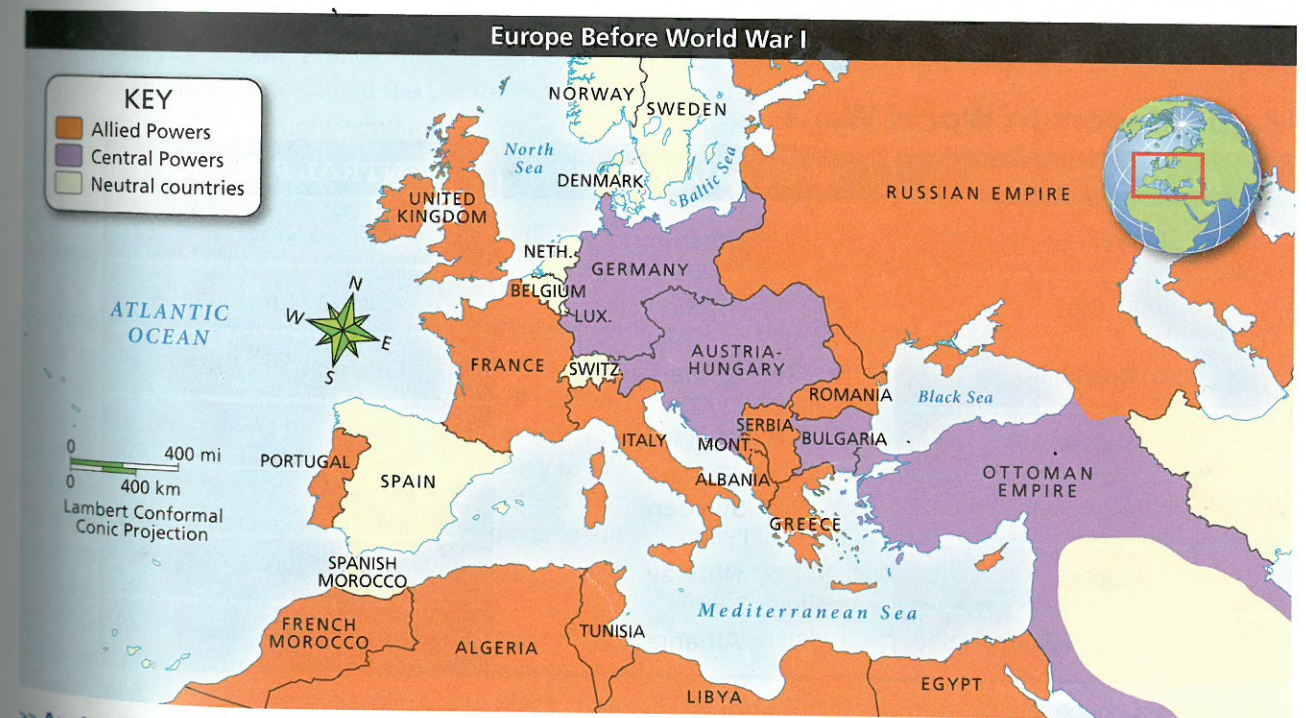 Europe Before World War I
KEY
Allied Powers
Central Powers
Neutral countries
NORWAY
SWEDEN
North
Sea
DENMARK
Baltic Sea
RUSSIAN EMPIRE
UNITED
KINGDOM
NETH.
GERMANY
BELGIUM
LUX.
ATLANTIC
OCEAN
N
W
E
S
FRANCE
SWITZ.
AUSTRIA-
HUNGARY
ROMANIA
Black Sea
SERBIA
ITALY
MONT.
BULGARIA
0
400 mi
0
400 km
Lambert Conformal
Conic Projection
PORTUGAL
SPAIN
ALBANIA
OTTOMAN
EMPIRE
GREECE
SPANISH
MOROCCO
Mediterranean Sea
FRENCH
MOROCCO
ALGERIA
TUNISIA
LIBYA
EGYPT